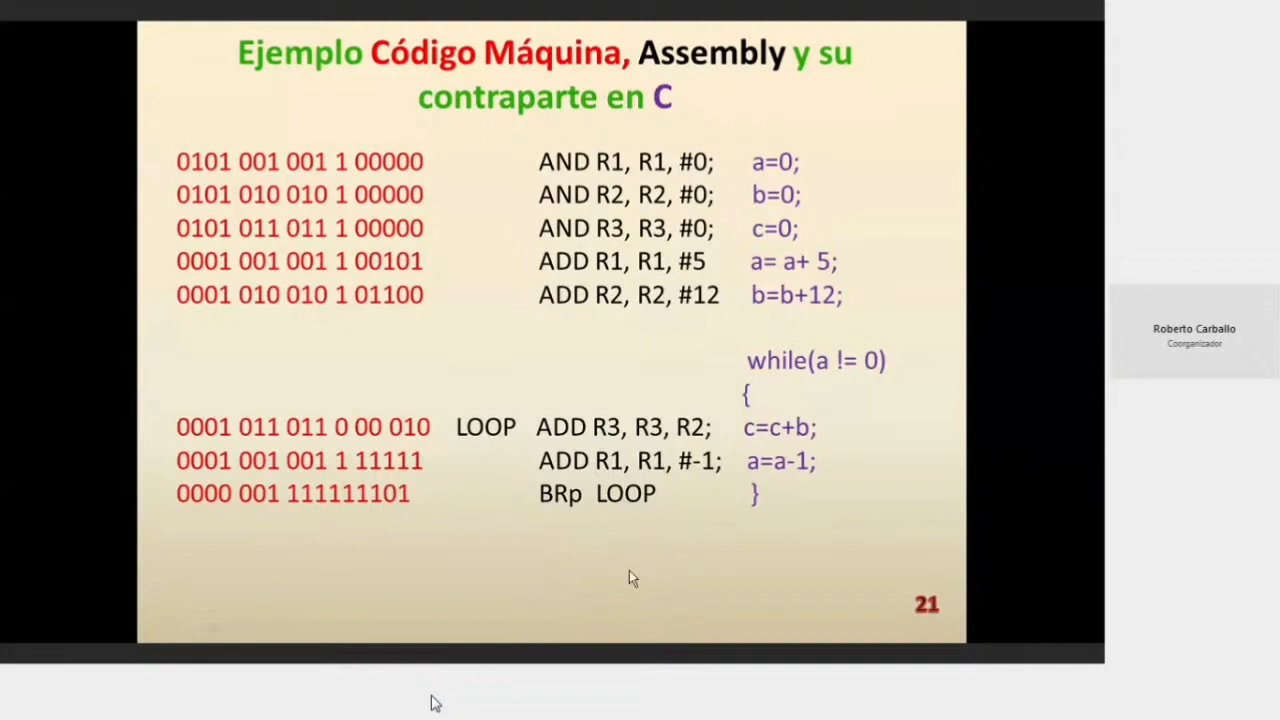 Ejemplo Código Máquina, Assembly y su
contraparte en C
0101 001 001 1 00000 AND R1, R1, #0; a=0;
0101 010 010 1 00000 AND R2, R2, #0; b=0;
0101 011 011 1 00000 AND R3, R3, #0; c=0;
0001 001 001 1 00101 ADD R1, R1, #5 a= a+ 5;
0001 010 010 1 01100 ADD R2, R2, #12 b=b+12;
while(a != 0)
{
0001 011 011 0 00 010 LOOP ADD R3, R3, R2; c=c+b;
0001 001 001 1 11111 ADD R1, R1, #-1; a=a-1;
0000 001 111111101 BRp LOOP }
21
Roberto Carballo
Coorganizador